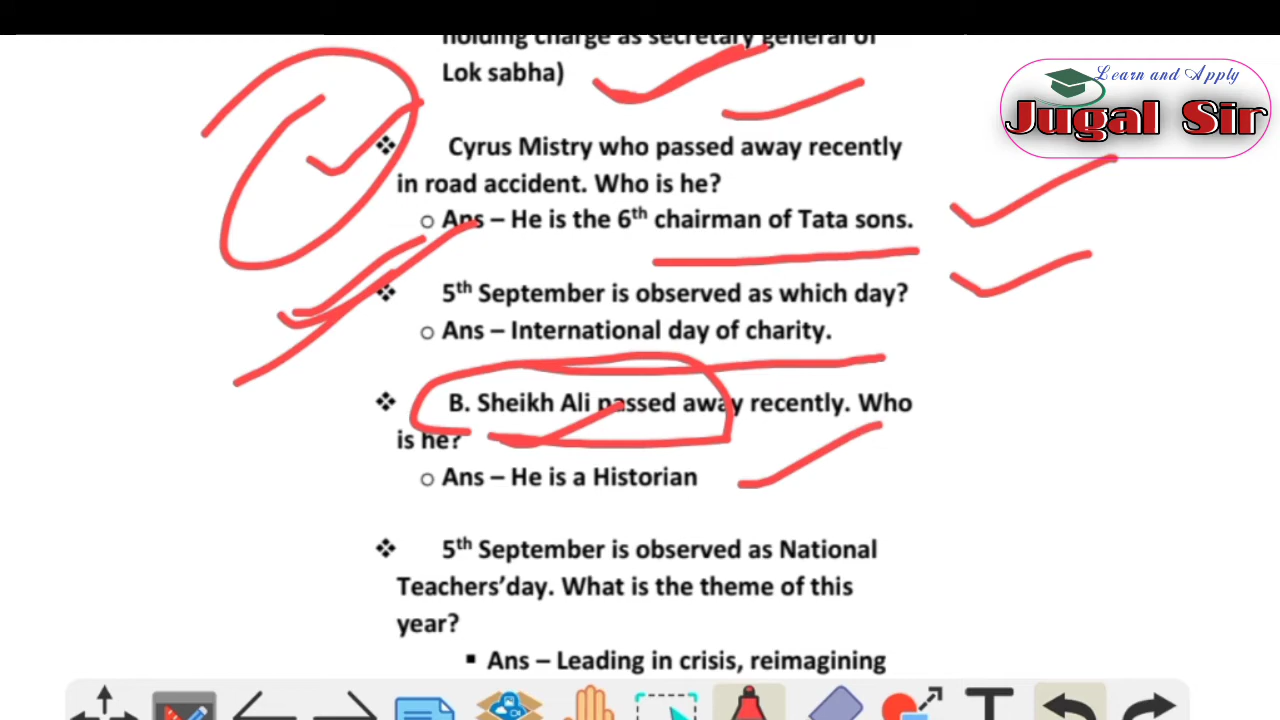 holding charge as secretary general of
Lok sabha)
Learn and Apply
Jugal Sir
❖ Cyrus Mistry who passed away recently
in road accident. Who is he?
o Ans – He is the 6th chairman of Tata sons.
❖ 5th September is observed as which day?
o Ans – International day of charity.
❖ B. Sheikh Ali passed away recently. Who
is he?
o Ans – He is a Historian
❖ 5th September is observed as National
Teachers'day. What is the theme of this
year?
▪ Ans – Leading in crisis, reimagining